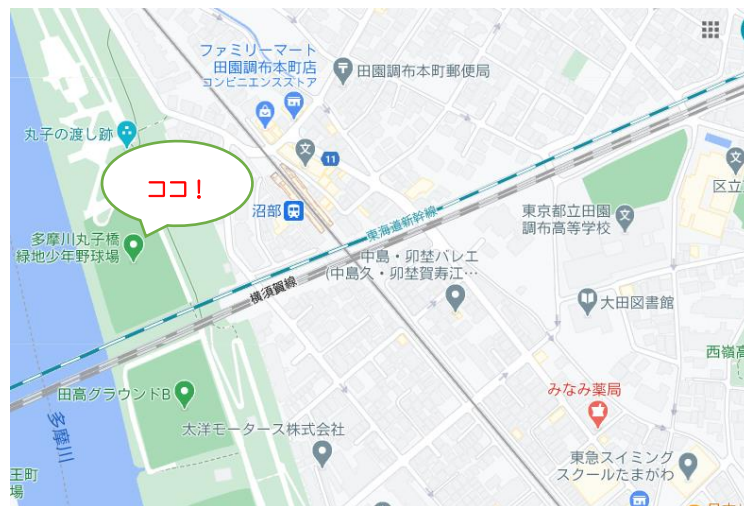 ファミリーマート
田園調布本町店
コンビニエンスストア
田園調布本町郵便局
丸子の渡し跡
文
11
文
区立
ココ！
沼部
東海道新幹線
東京都立田園
調布高等学校
文
多摩川丸子橋
緑地少年野球場
中島・卯埜バレエ
(中島久・卯埜賀寿江…
横須賀線
大田図書館
西嶺高
田高グラウンドB
みなみ薬局
多摩川
太洋モータース株式会社
王町
場
東急スイミング
スクールたまがわ